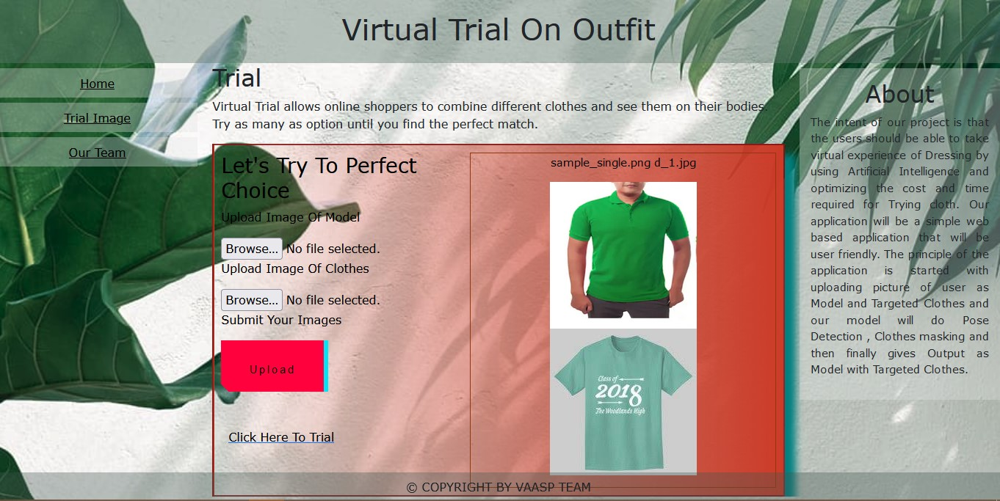 Virtual Trial On Outfit
Home
Trial Image
Our Team
Trial
Virtual Trial allows online shoppers to combine different clothes and see them on their bodies.
Try as many as option until you find the perfect match.
Let's Try To Perfect
Choice
Upload Image Of Model
Browse... No file selected.
Upload Image Of Clothes
Browse... No file selected.
Submit Your Images
Upload
Click Here To Trial
sample_single.png d_1.jpg
Class of
2018
The Woodlands High
About
The intent of our project is that
the users should be able to take
virtual experience of Dressing by
using Artificial Intelligence and
optimizing the cost and time
required for Trying cloth. Our
application will be a simple web
based application that will be
user friendly. The principle of the
application is started with
uploading picture of user as
Model and Targeted Clothes and
our model will do Pose
Detection , Clothes masking and
then finally gives Output as
Model with Targeted Clothes.
© COPYRIGHT BY VAASP TEAM